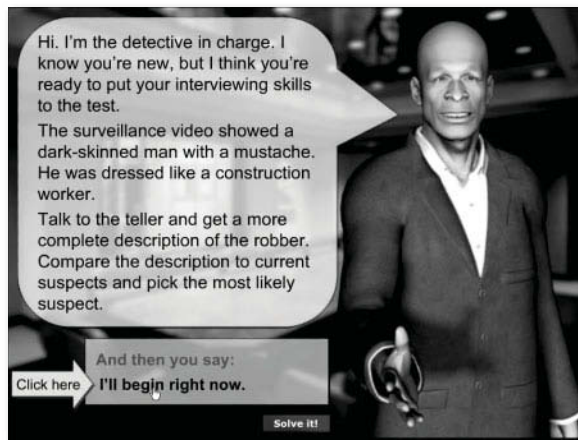 Hi. I'm the detective in charge. I
know you're new, but I think you're
ready to put your interviewing skills
to the test.
The surveillance video showed a
dark-skinned man with a mustache.
He was dressed like a construction
worker.
Talk to the teller and get a more
complete description of the robber.
Compare the description to current
suspects and pick the most likely
suspect.
And then you say:
Click here
I'll begin right now.
Solve it!